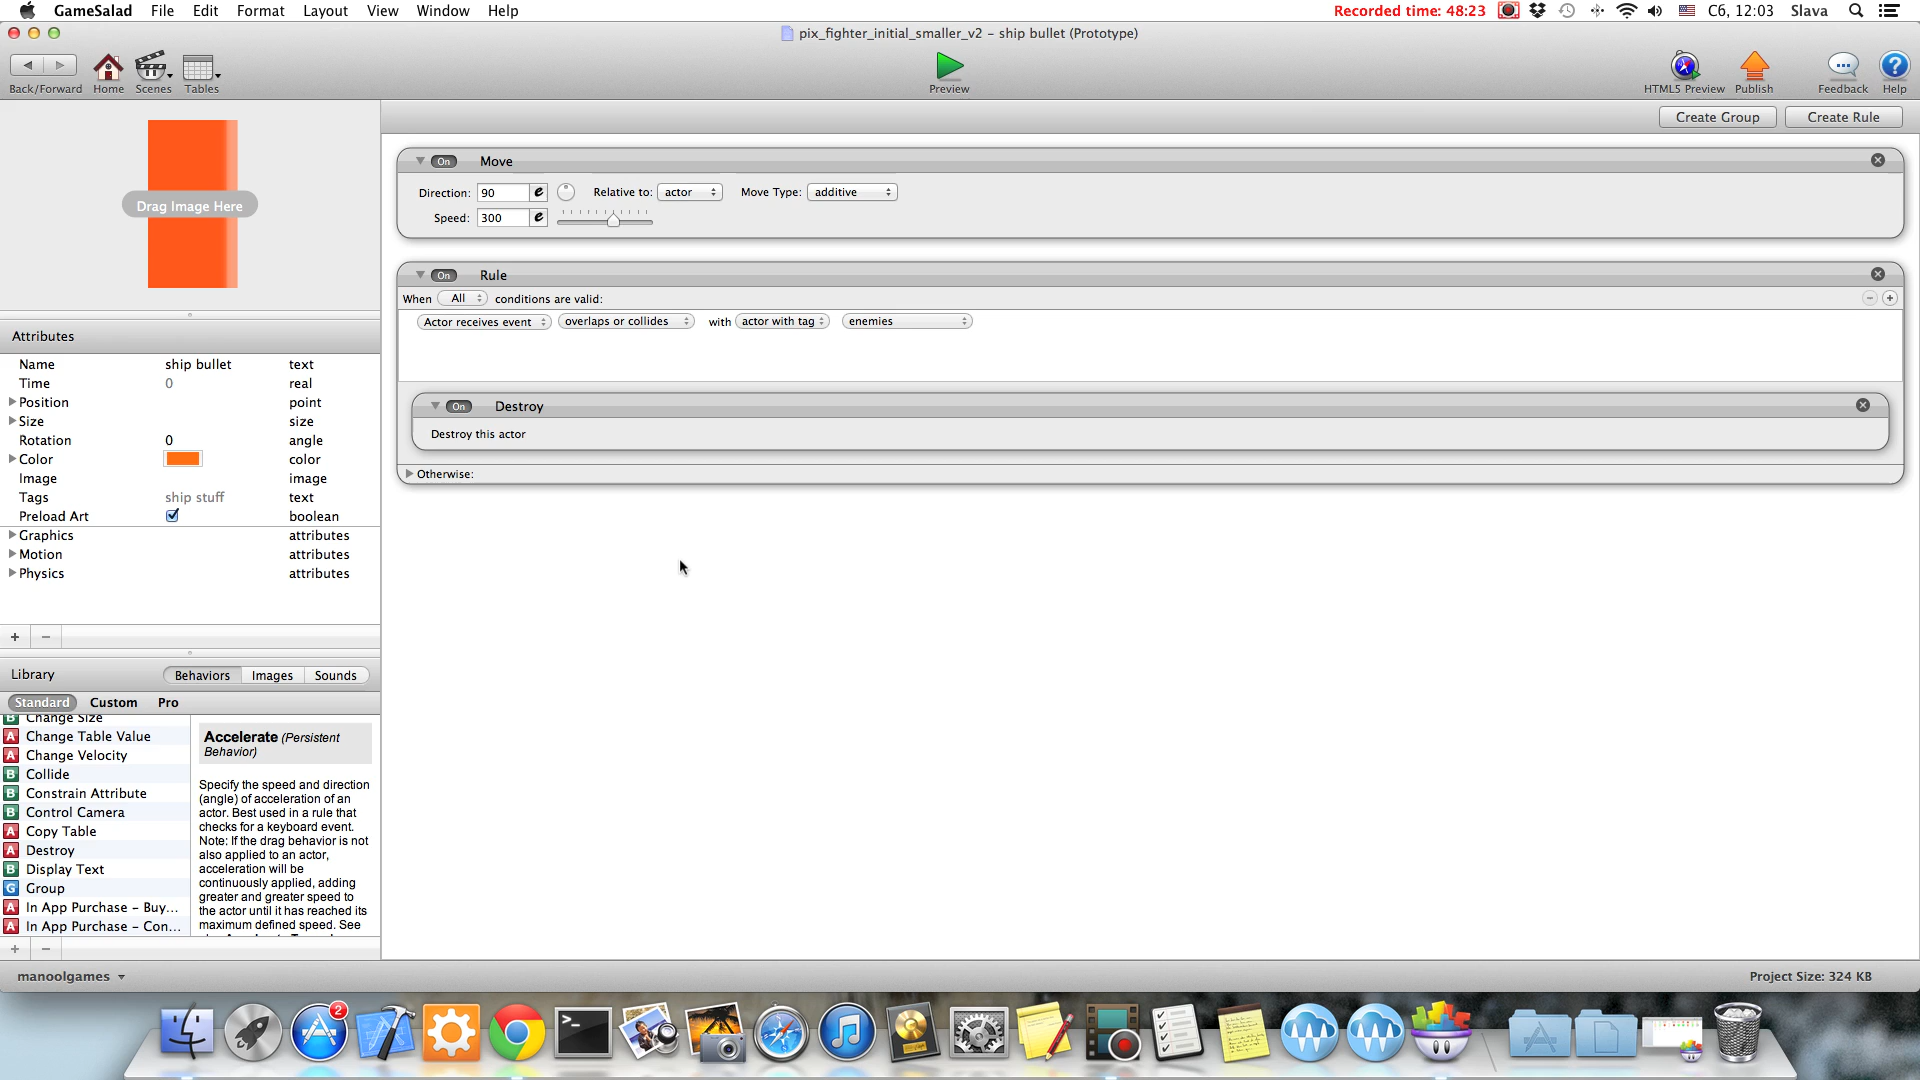 GameSalad File Edit Format Layout View Window Help Recorded time: 48:23 С6, 12:03 Slava
pix_fighter_initial_smaller_v2 – ship bullet (Prototype)
Back/Forward Home Scenes Tables Preview HTML5 Preview Publish Feedback Help
Create Group Create Rule
Drag Image Here
Attributes
Name ship bullet text
Time 0 real
Position point
Size size
Rotation 0 angle
Color color
Image image
Tags ship stuff text
Preload Art boolean
Graphics attributes
Motion attributes
Physics attributes
+ −
Library Behaviors Images Sounds
Standard Custom Pro
Change Size
Change Table Value
Change Velocity
Collide
Constrain Attribute
Control Camera
Copy Table
Destroy
Display Text
Group
In App Purchase – Buy...
In App Purchase – Con...
Accelerate (Persistent
Behavior)
Specify the speed and direction
(angle) of acceleration of an
actor. Best used in a rule that
checks for a keyboard event.
Note: If the drag behavior is not
also applied to an actor,
acceleration will be
continuously applied, adding
greater and greater speed to
the actor until it has reached its
maximum defined speed. See
+ −
On Move
Direction: 90 e Relative to: actor Move Type: additive
Speed: 300 e
On Rule
When All conditions are valid:
Actor receives event overlaps or collides with actor with tag enemies
On Destroy
Destroy this actor
Otherwise:
manoolgames Project Size: 324 KB
2